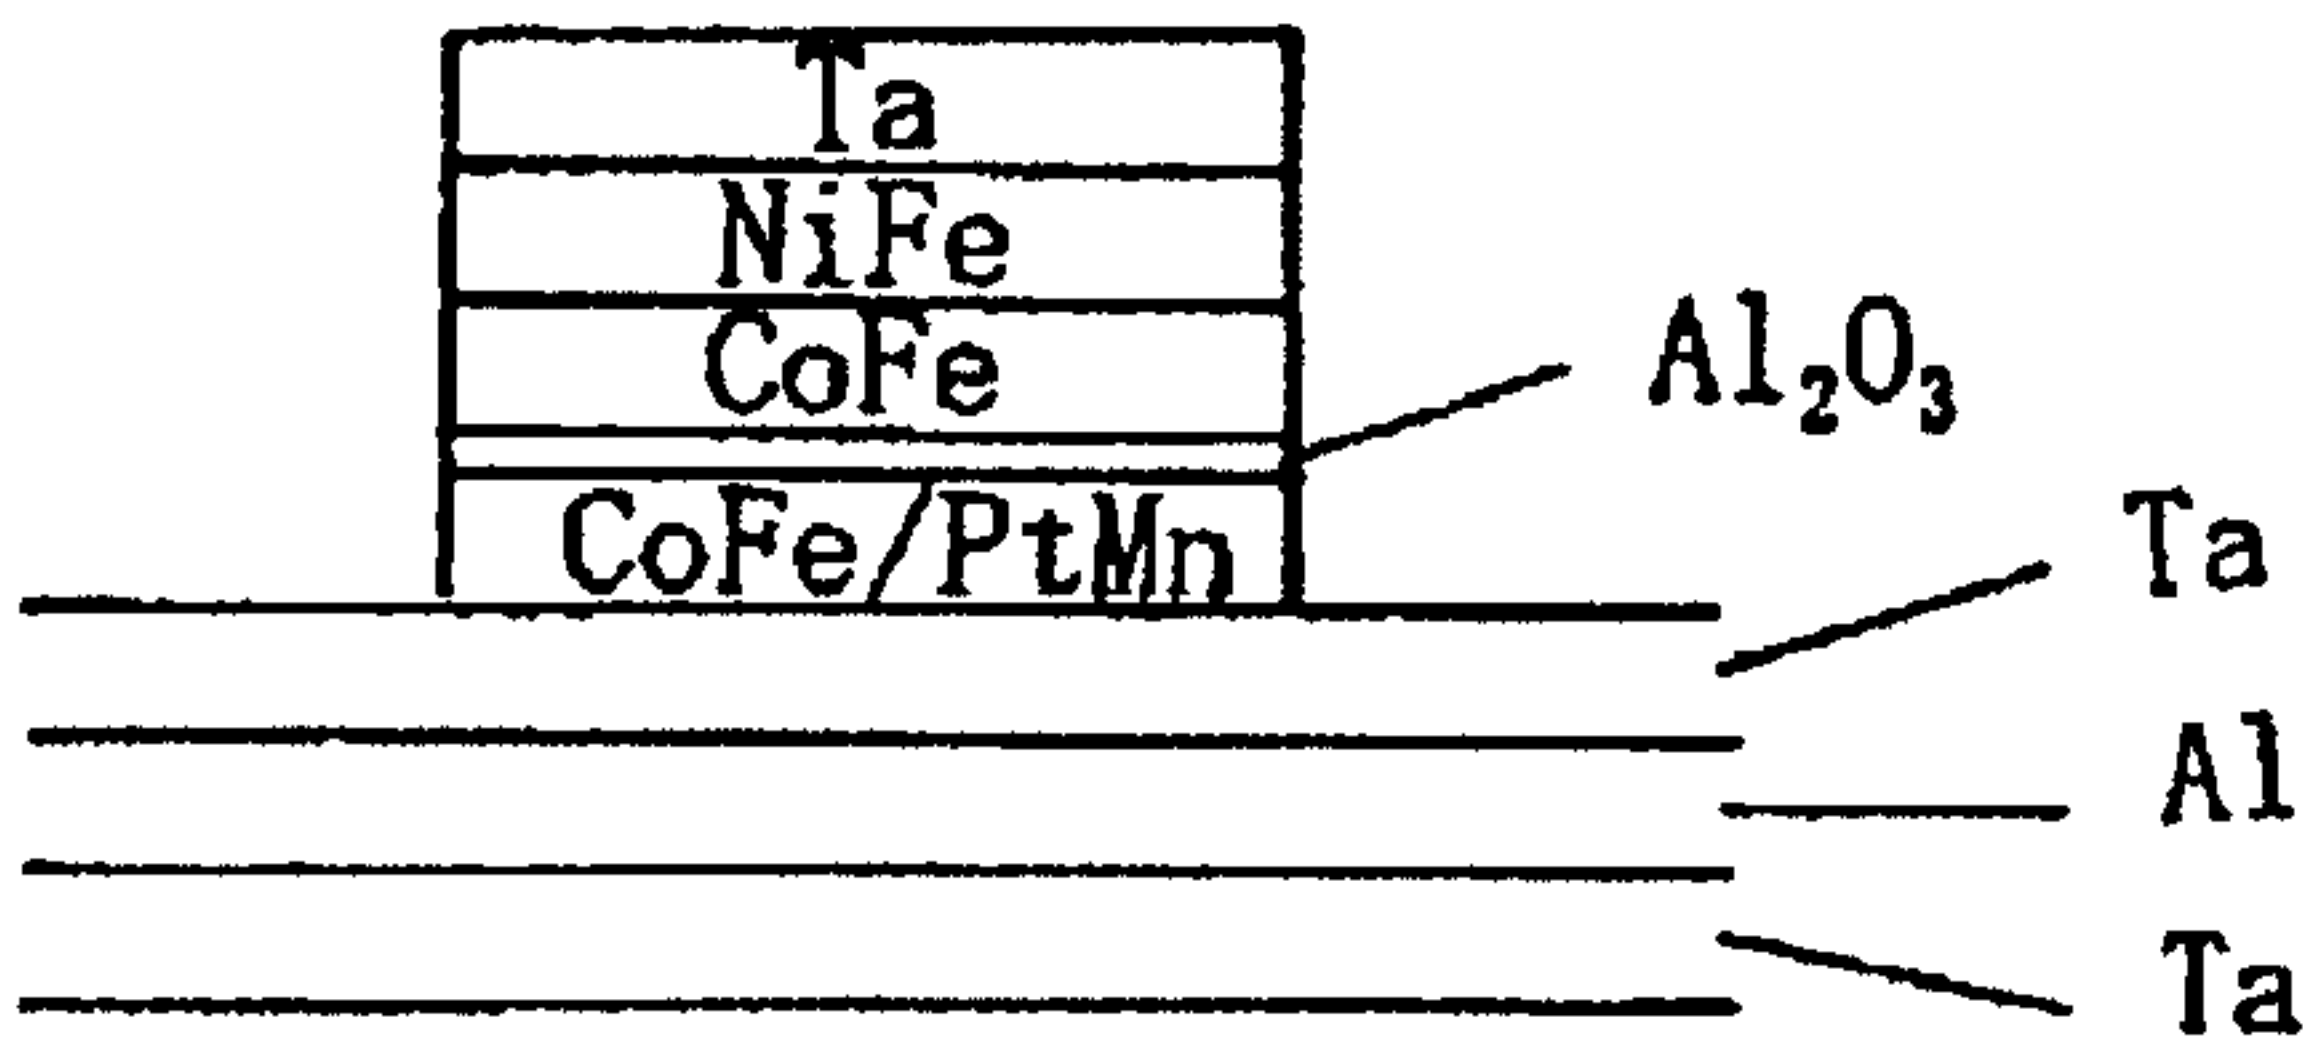 Ta
NiFe
CoFe
Al₂O₃
CoFe/PtMn
Ta
Al
Ta